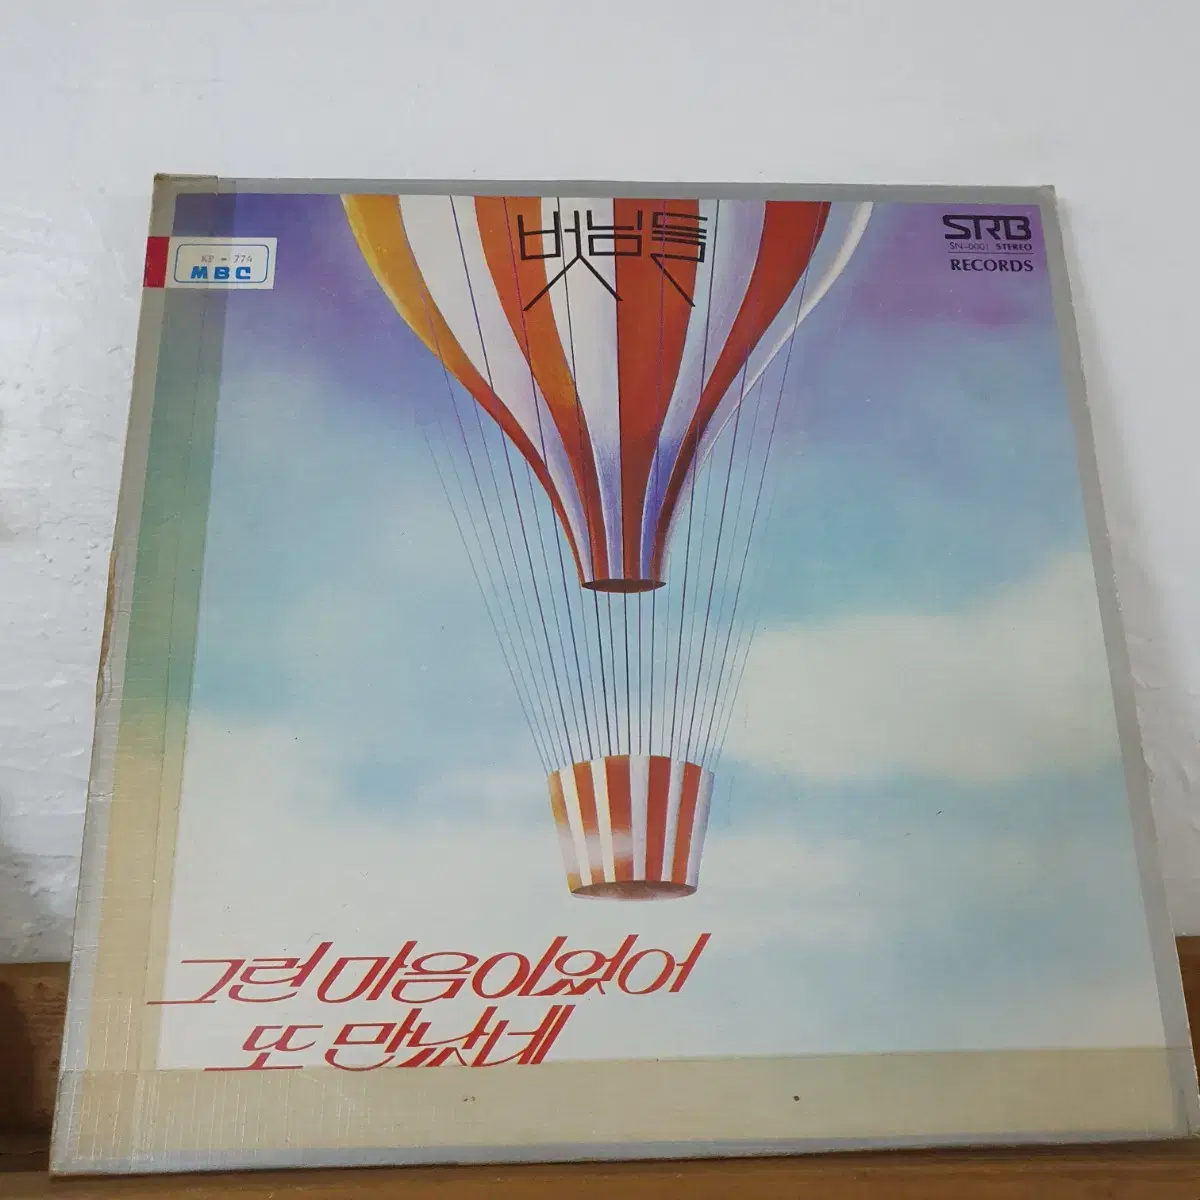 벗님들
SRB
SN-0001 STEREO
RECORDS
KP - 774
MBC
그런 마음이었어
또 만났네